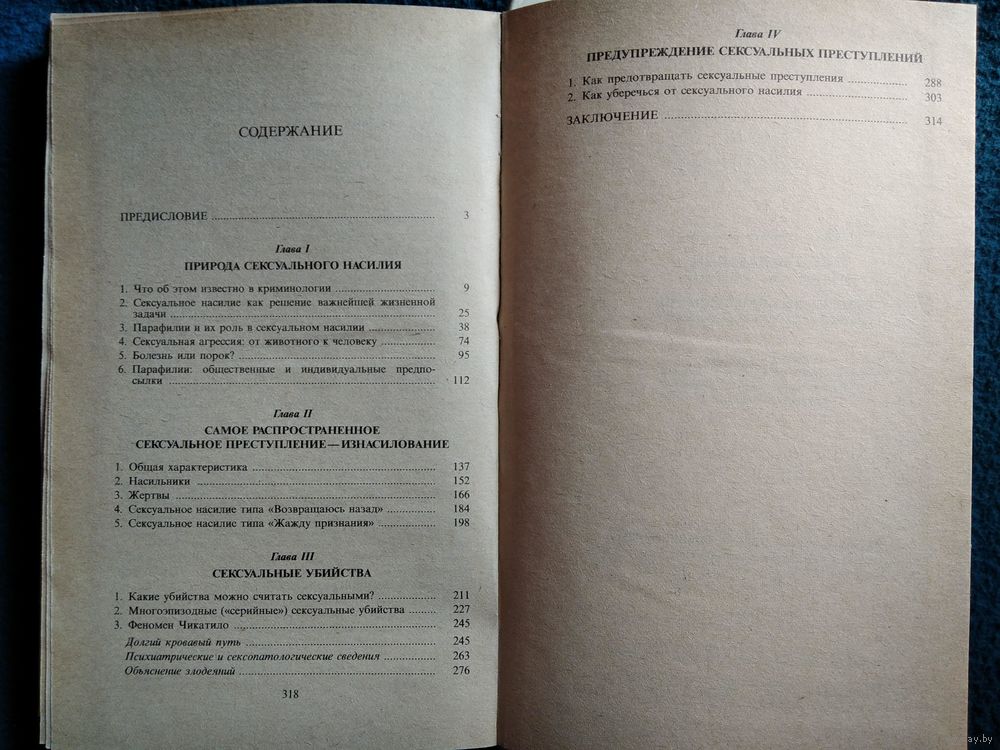 СОДЕРЖАНИЕ
ПРЕДИСЛОВИЕ ........ 3
Глава I
ПРИРОДА СЕКСУАЛЬНОГО НАСИЛИЯ
1. Что об этом известно в криминологии ........ 9
2. Сексуальное насилие как решение важнейшей жизненной
задачи ........ 25
3. Парафилии и их роль в сексуальном насилии ........ 38
4. Сексуальная агрессия: от животного к человеку ........ 74
5. Болезнь или порок? ........ 95
6. Парафилии: общественные и индивидуальные предпо-
сылки ........ 112
Глава II
САМОЕ РАСПРОСТРАНЕННОЕ
СЕКСУАЛЬНОЕ ПРЕСТУПЛЕНИЕ — ИЗНАСИЛОВАНИЕ
1. Общая характеристика ........ 137
2. Насильники ........ 152
3. Жертвы ........ 166
4. Сексуальное насилие типа «Возвращаюсь назад» ........ 184
5. Сексуальное насилие типа «Жажду признания» ........ 198
Глава III
СЕКСУАЛЬНЫЕ УБИЙСТВА
1. Какие убийства можно считать сексуальными? ........ 211
2. Многоэпизодные («серийные») сексуальные убийства ........ 227
3. Феномен Чикатило ........ 245
Долгий кровавый путь ........ 245
Психиатрические и сексопатологические сведения ........ 263
Объяснение злодеяний ........ 276
318
Глава IV
ПРЕДУПРЕЖДЕНИЕ СЕКСУАЛЬНЫХ ПРЕСТУПЛЕНИЙ
1. Как предотвращать сексуальные преступления ........ 288
2. Как уберечься от сексуального насилия ........ 303
ЗАКЛЮЧЕНИЕ ........ 314